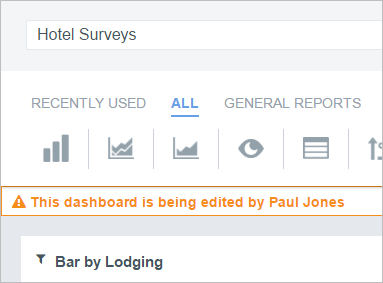 Hotel Surveys
RECENTLY USED ALL GENERAL REPORTS
This dashboard is being edited by Paul Jones
Bar by Lodging